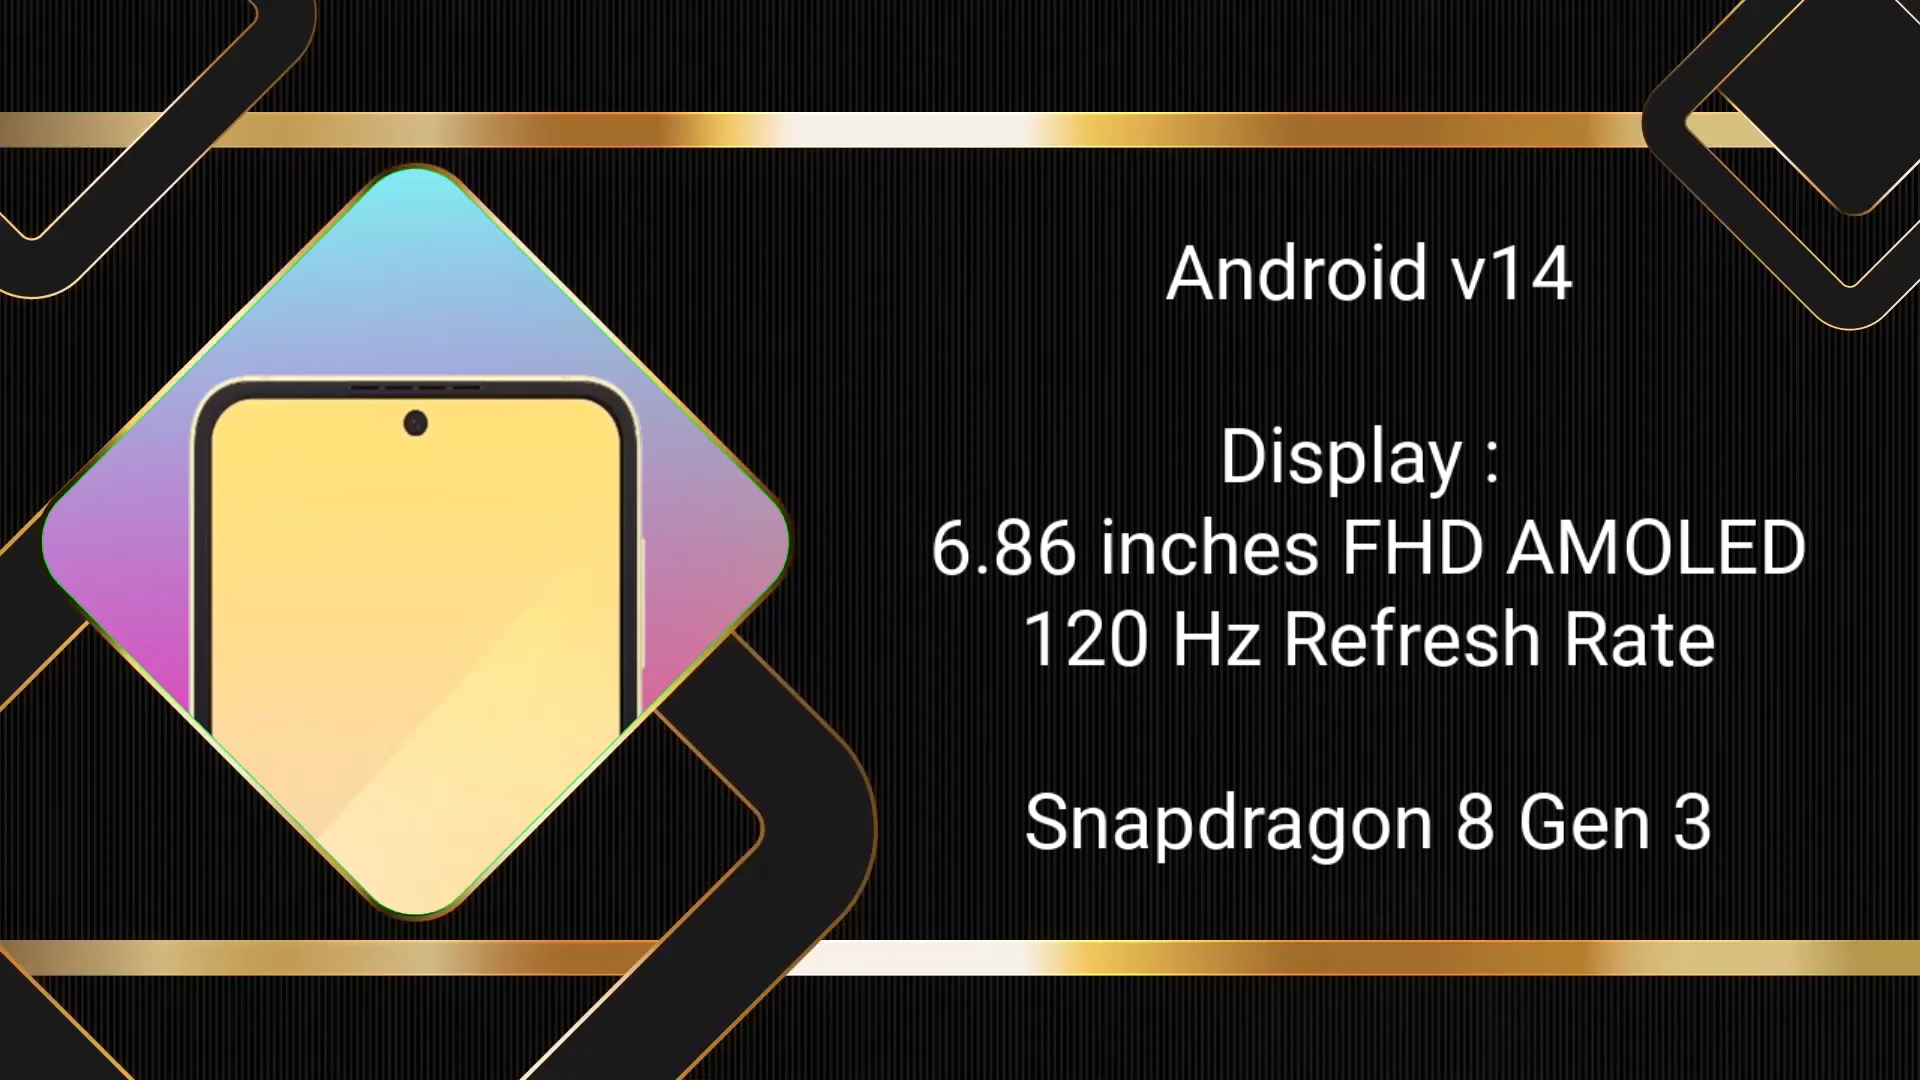 Android v14
Display :
6.86 inches FHD AMOLED
120 Hz Refresh Rate
Snapdragon 8 Gen 3